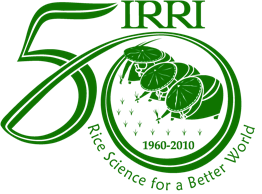 50
IRRI
1960-2010
Rice Science for a Better World